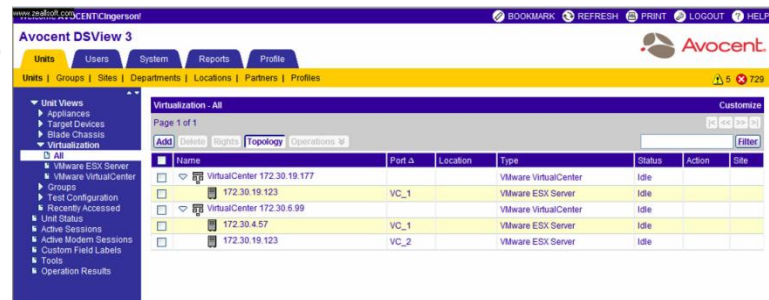 www.zeallsoft.com
AVOCENT\CIngerson!
BOOKMARK REFRESH PRINT LOGOUT HELP
Avocent DSView 3
Avocent.
Units Users System Reports Profile
Units | Groups | Sites | Departments | Locations | Partners | Profiles
5 729
Unit Views
Appliances
Target Devices
Blade Chassis
Virtualization
All
VMware ESX Server
VMware VirtualCenter
Groups
Test Configuration
Recently Accessed
Unit Status
Active Sessions
Active Modem Sessions
Custom Field Labels
Tools
Operation Results
Virtualization - All Customize
Page 1 of 1
Add Delete Rights Topology Operations Filter
Name Port Location Type Status Action Site
VirtualCenter 172.30.19.177 VMware VirtualCenter Idle
172.30.19.123 VC_1 VMware ESX Server Idle
VirtualCenter 172.30.6.99 VMware VirtualCenter Idle
172.30.4.57 VC_1 VMware ESX Server Idle
172.30.19.123 VC_2 VMware ESX Server Idle